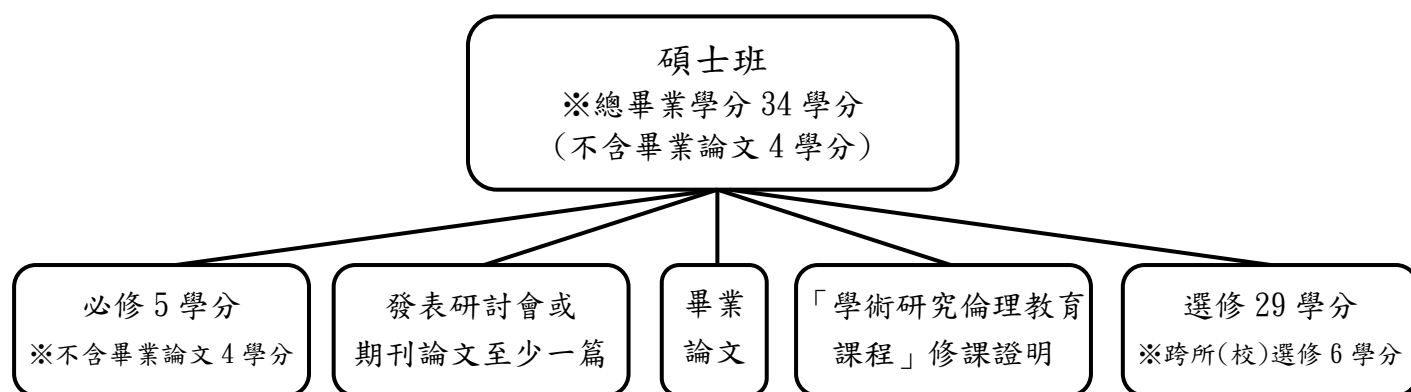 碩士班
※總畢業學分 34 學分
(不含畢業論文 4 學分)
必修 5 學分
※不含畢業論文 4 學分
發表研討會或
期刊論文至少一篇
畢業
論文
「學術研究倫理教育
課程」修課證明
選修 29 學分
※跨所(校)選修 6 學分